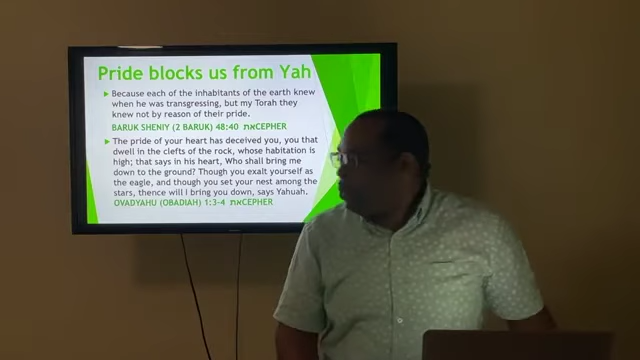 Pride blocks us from Yah
Because each of the inhabitants of the earth knew
when he was transgressing, but my Torah they
knew not by reason of their pride.
BARUK SHENIY (2 BARUK) 48:40 את CEPHER
The pride of your heart has deceived you, you that
dwell in the clefts of the rock, whose habitation is
high; that says in his heart, Who shall bring me
down to the ground? Though you exalt yourself as
the eagle, and though you set your nest among the
stars, thence will I bring you down, says Yahuah.
OVADYAHU (OBADIAH) 1:3-4 את CEPHER